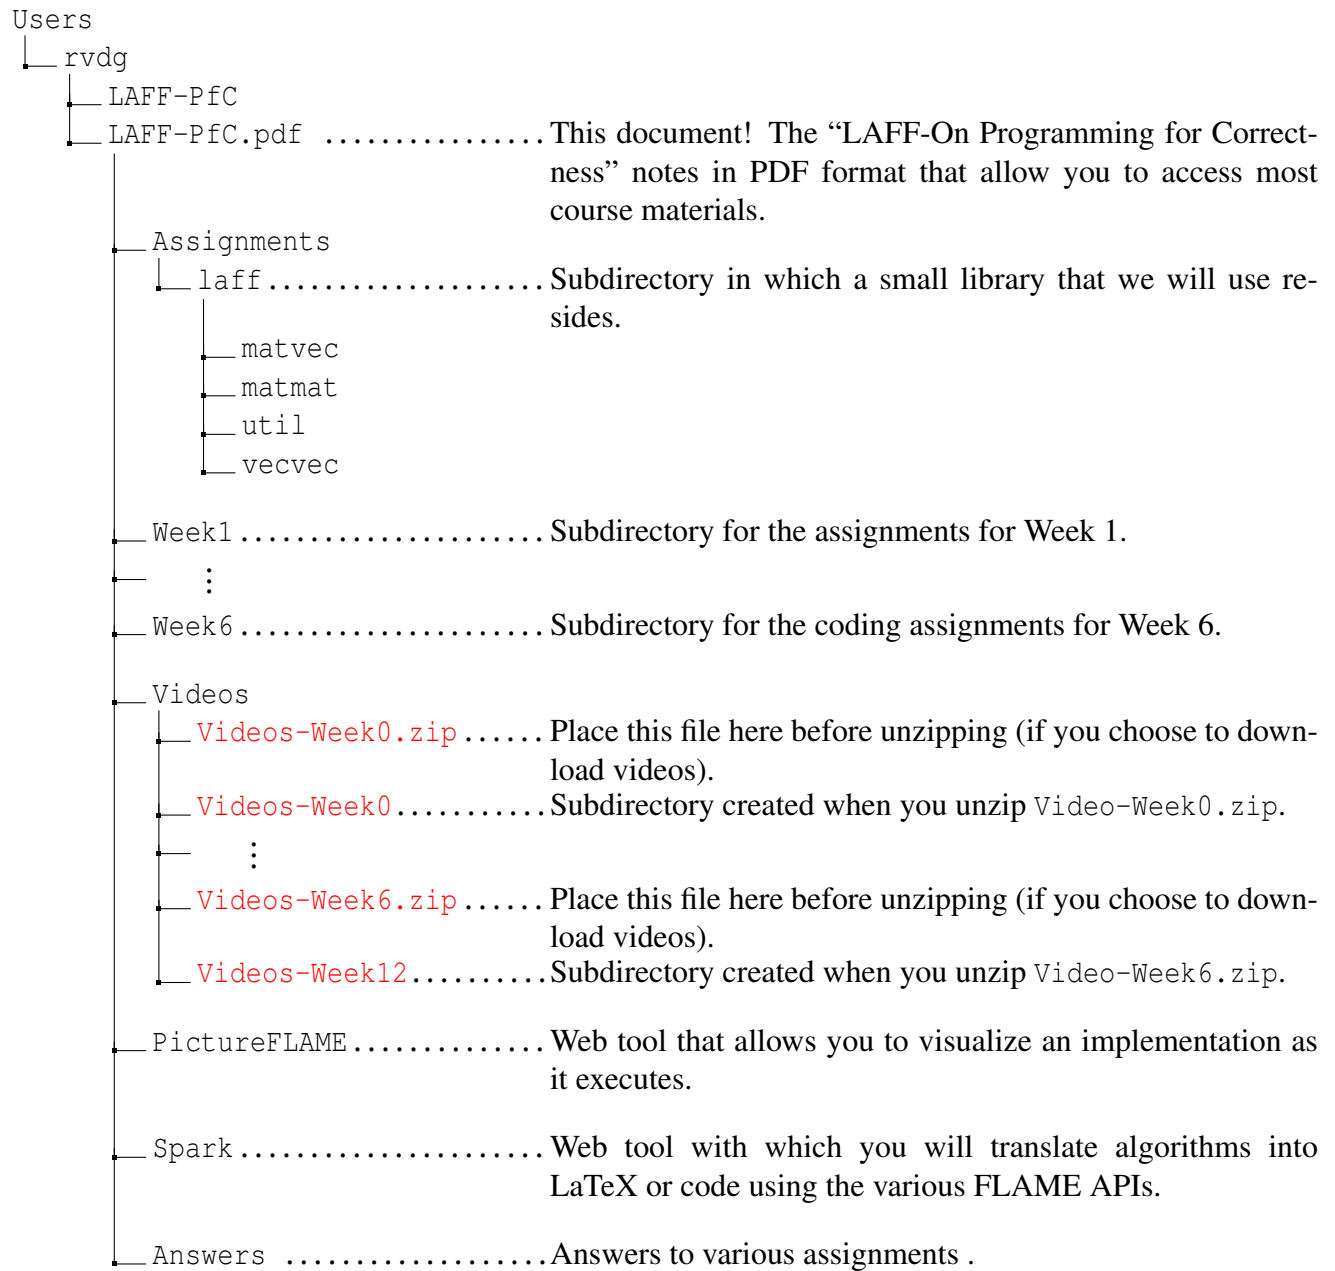 Users
rvdg
LAFF-PfC
LAFF-PfC.pdf ................This document! The “LAFF-On Programming for Correct-
ness” notes in PDF format that allow you to access most
course materials.
Assignments
laff....................Subdirectory in which a small library that we will use re-
sides.
matvec
matmat
util
vecvec
Week1......................Subdirectory for the assignments for Week 1.
⋮
Week6......................Subdirectory for the coding assignments for Week 6.
Videos
Videos-Week0.zip......Place this file here before unzipping (if you choose to down-
load videos).
Videos-Week0...........Subdirectory created when you unzip Video-Week0.zip.
⋮
Videos-Week6.zip......Place this file here before unzipping (if you choose to down-
load videos).
Videos-Week12..........Subdirectory created when you unzip Video-Week6.zip.
PictureFLAME..............Web tool that allows you to visualize an implementation as
it executes.
Spark......................Web tool with which you will translate algorithms into
LaTeX or code using the various FLAME APIs.
Answers ...................Answers to various assignments .